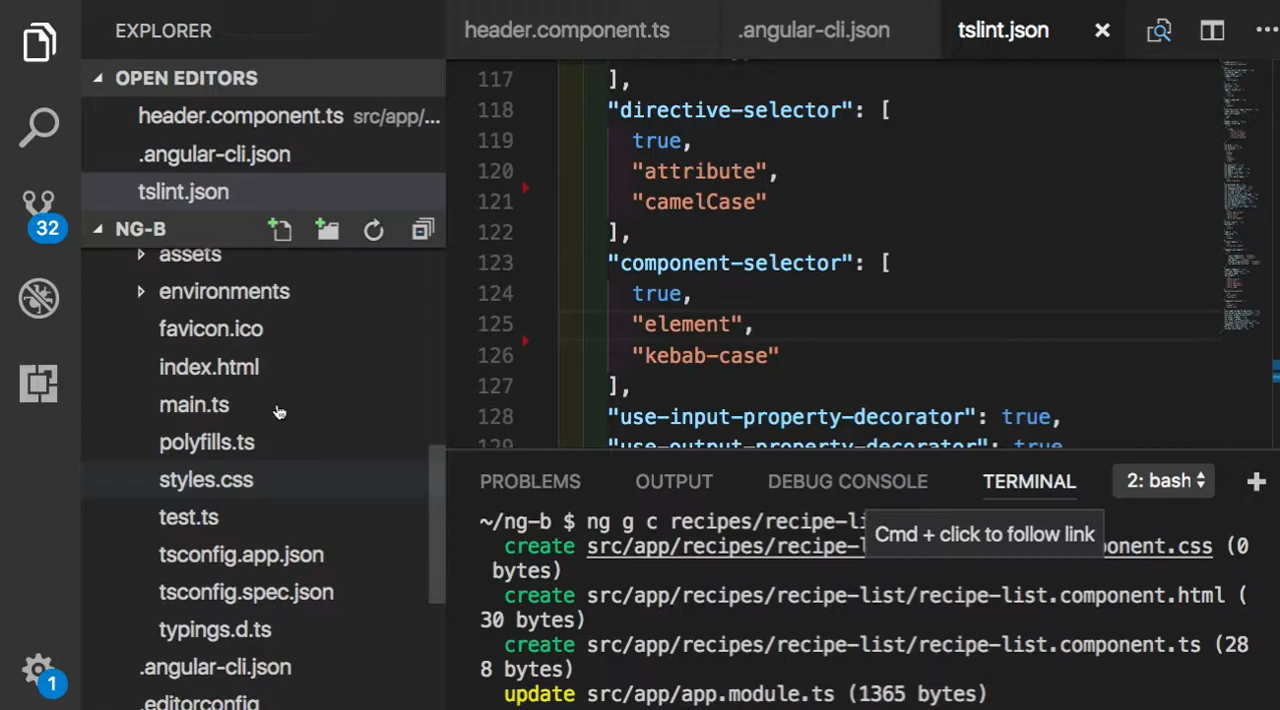 EXPLORER
OPEN EDITORS
header.component.ts src/app/...
.angular-cli.json
tslint.json
NG-B
assets
environments
favicon.ico
index.html
main.ts
polyfills.ts
styles.css
test.ts
tsconfig.app.json
tsconfig.spec.json
typings.d.ts
.angular-cli.json
.editorconfig
32
1
header.component.ts .angular-cli.json tslint.json
117 ],
118 "directive-selector": [
119 true,
120 "attribute",
121 "camelCase"
122 ],
123 "component-selector": [
124 true,
125 "element",
126 "kebab-case"
127 ],
128 "use-input-property-decorator": true,
129 "use-output-property-decorator": true
PROBLEMS OUTPUT DEBUG CONSOLE TERMINAL 2: bash
~/ng-b $ ng g c recipes/recipe-li
Cmd + click to follow link
create src/app/recipes/recipe-l ponent.css (0
bytes)
create src/app/recipes/recipe-list/recipe-list.component.html (
30 bytes)
create src/app/recipes/recipe-list/recipe-list.component.ts (28
8 bytes)
update src/app/app.module.ts (1365 bytes)